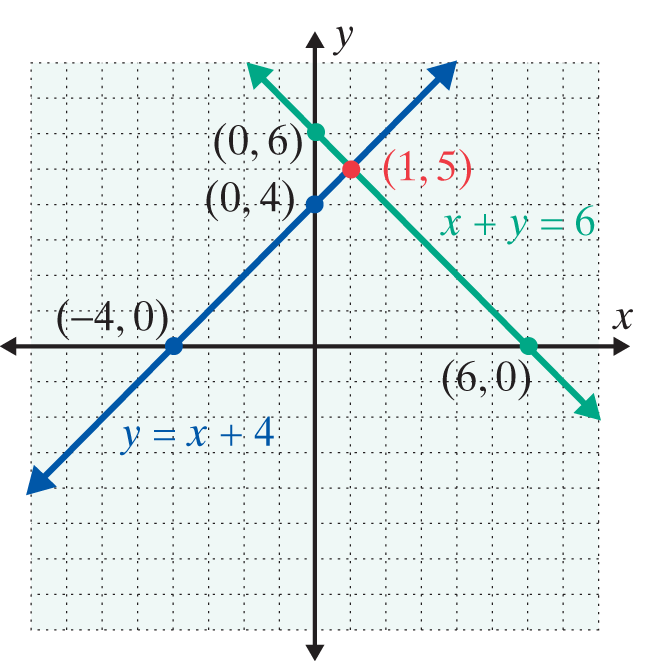 y
(0, 6)
(1, 5)
(0, 4)
x + y = 6
(−4, 0)
x
(6, 0)
y = x + 4